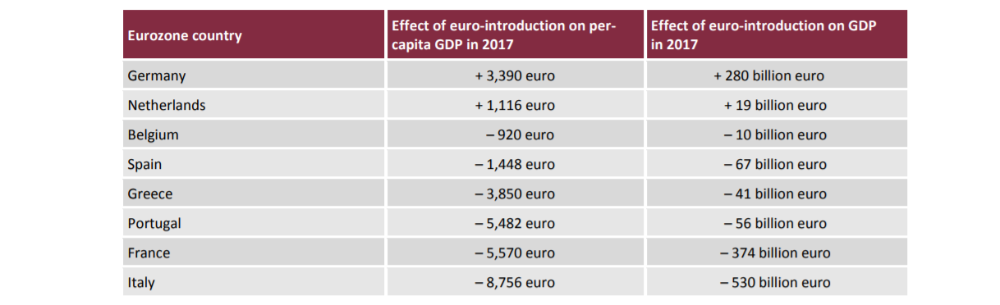 Eurozone country
Effect of euro-introduction on per-
capita GDP in 2017
Effect of euro-introduction on GDP
in 2017
Germany + 3,390 euro + 280 billion euro
Netherlands + 1,116 euro + 19 billion euro
Belgium – 920 euro – 10 billion euro
Spain – 1,448 euro – 67 billion euro
Greece – 3,850 euro – 41 billion euro
Portugal – 5,482 euro – 56 billion euro
France – 5,570 euro – 374 billion euro
Italy – 8,756 euro – 530 billion euro